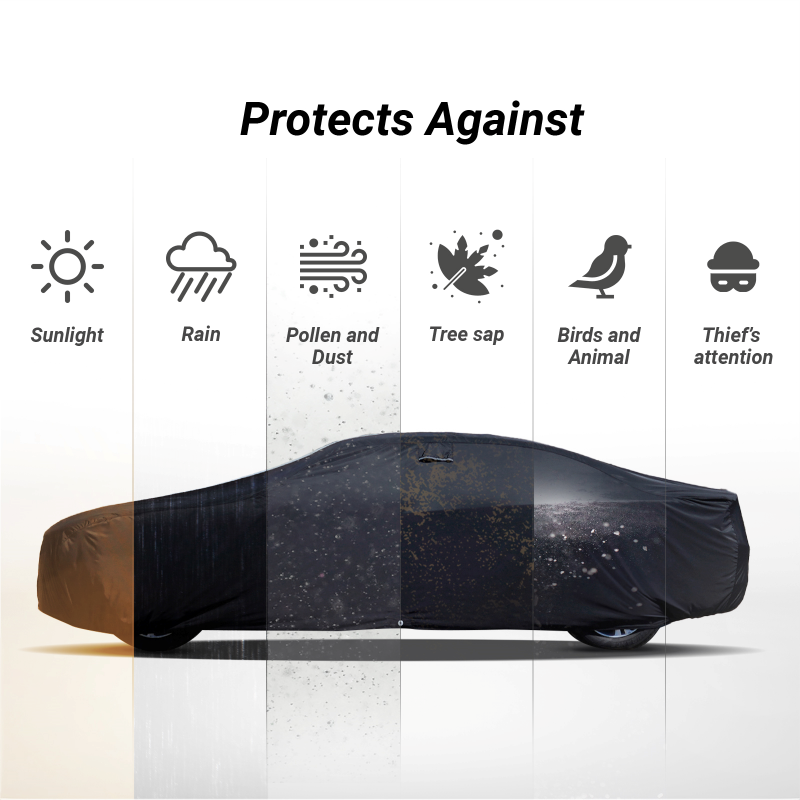 Protects Against
Sunlight
Rain
Pollen and
Dust
Tree sap
Birds and
Animal
Thief's
attention